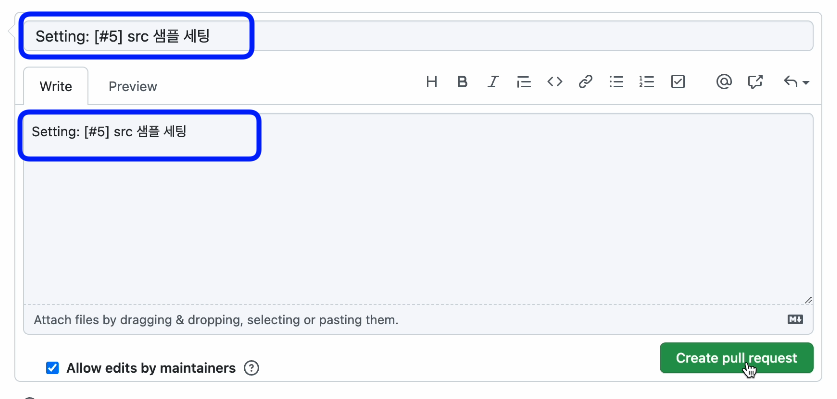 Setting: [#5] src 샘플 세팅
Write Preview
Setting: [#5] src 샘플 세팅
Attach files by dragging & dropping, selecting or pasting them.
Allow edits by maintainers
Create pull request